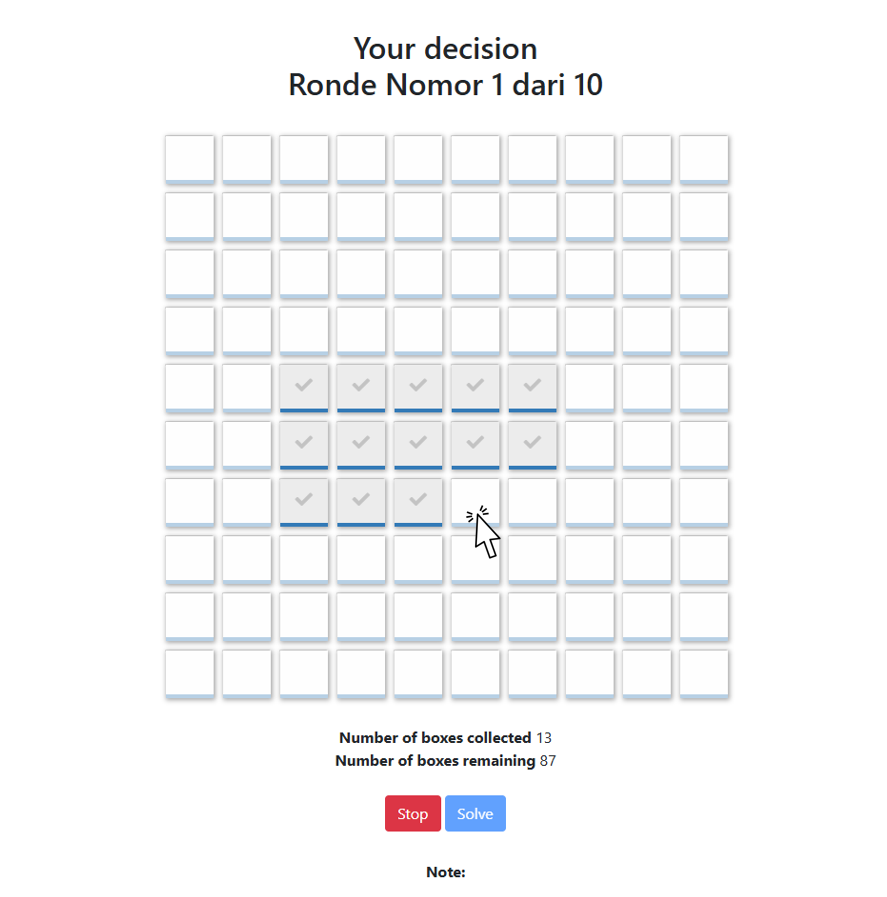 Your decision
Ronde Nomor 1 dari 10
Number of boxes collected 13
Number of boxes remaining 87
Stop Solve
Note: